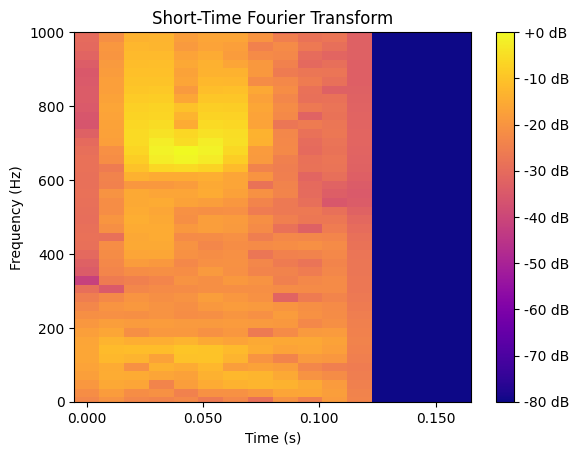 Short-Time Fourier Transform
1000
800
600
400
200
0
Frequency (Hz)
0.000
0.050
0.100
0.150
Time (s)
+0 dB
-10 dB
-20 dB
-30 dB
-40 dB
-50 dB
-60 dB
-70 dB
-80 dB